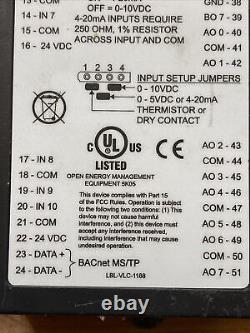 13 - COM
OFF = 0-10VDC
GND - 38
14 - IN 6
4-20mA INPUTS REQUIRE
BO 7 - 39
15 - COM
250 OHM, 1% RESISTOR
AO 0 - 40
16 - 24 VDC
ACROSS INPUT AND COM
COM - 41
AO 1 - 42
1 2 3 4
INPUT SETUP JUMPERS
0 - 10VDC
0 - 5VDC or 4-20mA
THERMISTOR or
DRY CONTACT
C UL US
LISTED
OPEN ENERGY MANAGEMENT
EQUIPMENT 5K05
This device complies with Part 15
of the FCC Rules. Operation is subject
to the following two conditions:
(1) This device may not cause harmful
interference, and (2) this device must
accept any interference received
including interference that may cause
undesired operation.
17 - IN 8
18 - COM
19 - IN 9
20 - IN 10
21 - COM
22 - 24 VDC
23 - DATA +
24 - DATA -
BACnet MS/TP
LBL-VLC-1188
AO 2 - 43
COM - 44
AO 3 - 45
AO 4 - 46
COM - 47
AO 5 - 48
AO 6 - 49
COM - 50
AO 7 - 51